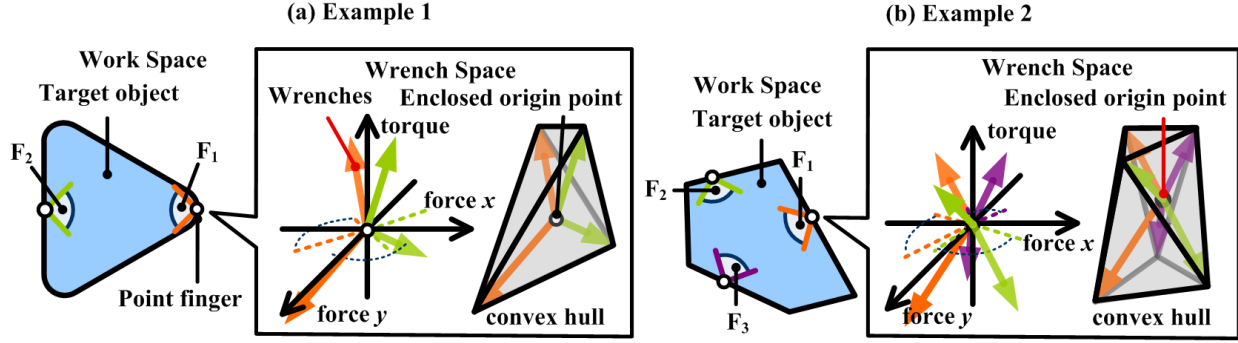 (a) Example 1
Work Space
Target object
F2
F1
Point finger
Wrench Space
Wrenches
Enclosed origin point
torque
force x
force y
convex hull
(b) Example 2
Work Space
Target object
F1
F2
F3
Wrench Space
Enclosed origin point
torque
force x
force y
convex hull